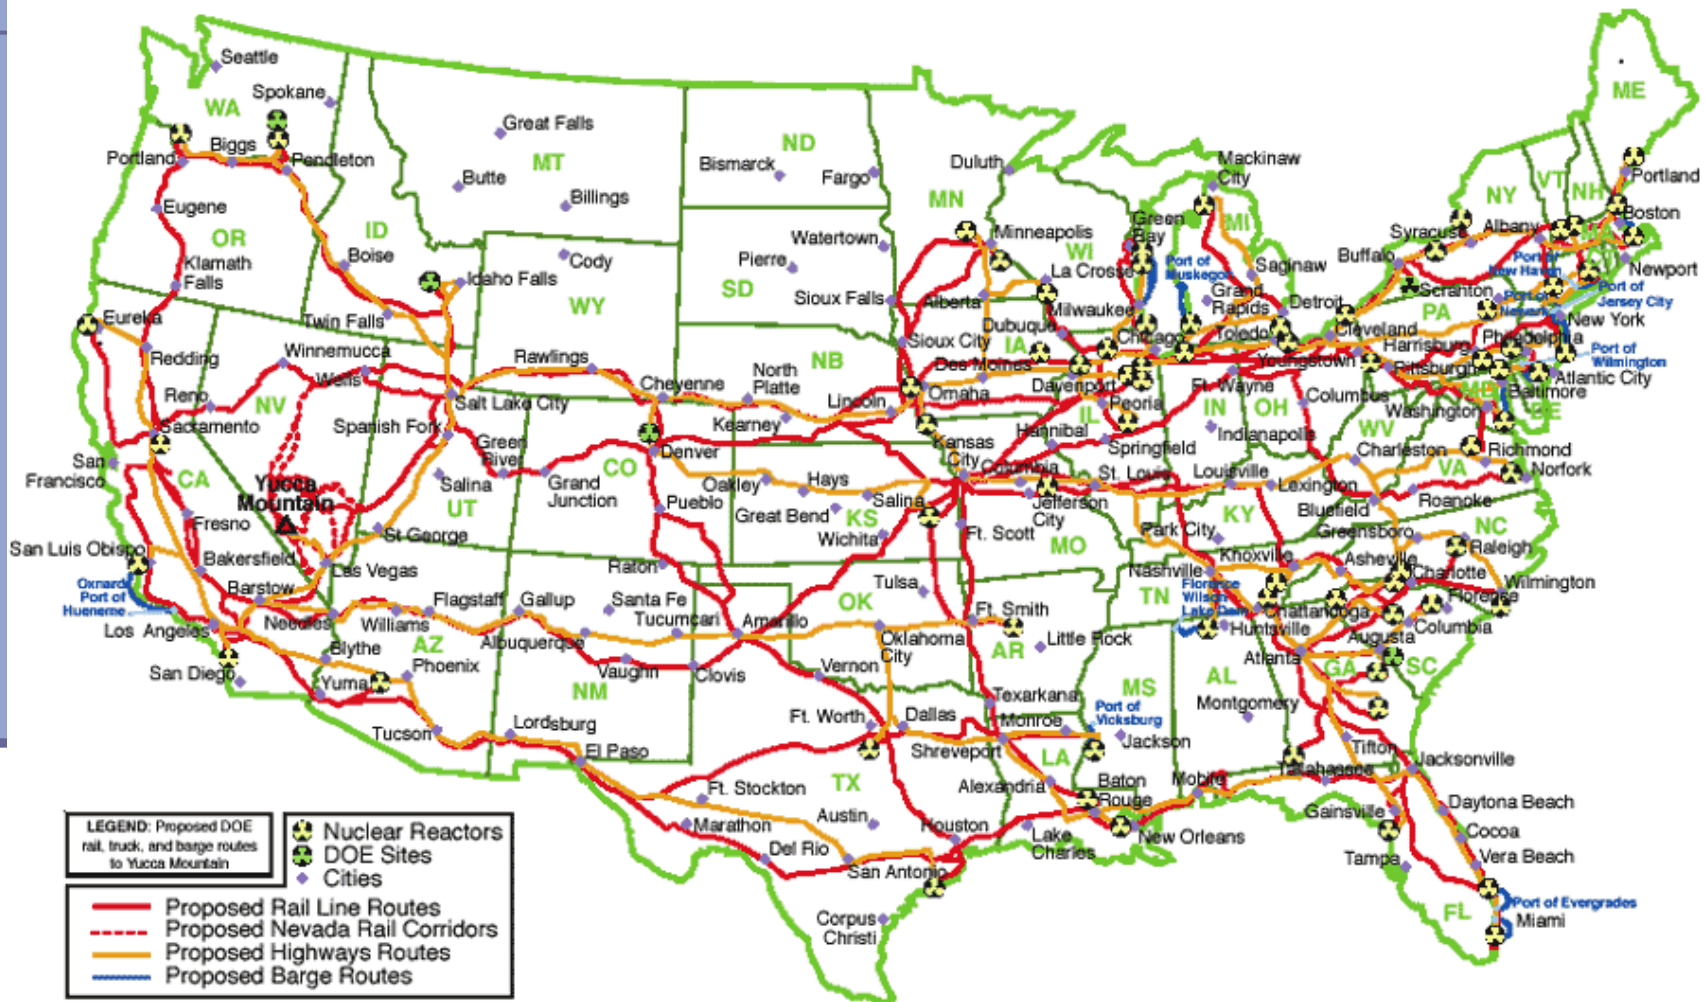 Seattle
WA
Spokane
Portland
Biggs
Pendleton
Eugene
OR
Klamath
Falls
ID
Boise
Idaho Falls
Twin Falls
Great Falls
MT
Butte
Billings
Cody
WY
Rawlings
ND
Bismarck
Fargo
Watertown
Pierre
SD
Sioux Falls
Sioux City
NB
North
Platte
Cheyenne
Kearney
Lincoln
Omaha
Duluth
MN
Minneapolis
Alberta
WI
Green
Bay
La Crosse
Milwaukee
Dubuque
IA
Des Moines
Davenport
Chicago
Peoria
IL
Mackinaw
City
MI
Port of
Muskegon
Saginaw
Grand
Rapids
Detroit
Toledo
Ft. Wayne
IN
OH
Indianapolis
Columbus
Cleveland
Youngstown
Buffalo
Syracuse
Albany
NY
VT
NH
ME
Portland
Boston
Newport
Port of
New Haven
Port of
Jersey City
Port of
Newark
New York
Scranton
PA
Harrisburg
Philadelphia
Pittsburgh
Port of
Wilmington
Atlantic City
Baltimore
MD
DE
Washington
WV
Charleston
VA
Richmond
Norfork
Roanoke
Bluefield
Greensboro
NC
Raleigh
Asheville
Charlotte
Wilmington
Florence
Columbia
Augusta
SC
Eureka
Redding
Reno
Winnemucca
Wells
NV
Sacramento
San
Francisco
CA
Yucca
Mountain
Fresno
San Luis Obispo
Bakersfield
Oxnard
Port of
Hueneme
Barstow
Los Angeles
Needles
San Diego
Las Vegas
St George
Salt Lake City
Spanish Fork
Green
River
Salina
UT
Grand
Junction
CO
Denver
Pueblo
Raton
Oakley
Hays
Great Bend
Salina
KS
Wichita
Kansas
City
Columbia
Hannibal
Springfield
St. Louis
Jefferson
City
MO
Ft. Scott
Louisville
Lexington
KY
Park City
Knoxville
Nashville
TN
Florence
Wilson
Lake Dam
Chattanooga
Huntsville
Atlanta
GA
Blythe
Yuma
Phoenix
AZ
Tucson
Williams
Flagstaff
Gallup
Albuquerque
Santa Fe
Tucumcari
Vaughn
Clovis
NM
Lordsburg
El Paso
Amarillo
Tulsa
OK
Oklahoma
City
Vernon
Ft. Smith
Little Rock
AR
Texarkana
Ft. Worth
Dallas
Shreveport
Monroe
Port of
Vicksburg
Jackson
MS
AL
Montgomery
LA
Alexandria
Baton
Rouge
Mobile
New Orleans
Lake
Charles
Houston
TX
Ft. Stockton
Marathon
Austin
Del Rio
San Antonio
Corpus
Christi
Tifton
Tallahassee
Jacksonville
Gainsville
Daytona Beach
Cocoa
Vera Beach
Tampa
FL
Port of Evergrades
Miami
LEGEND: Proposed DOE
rail, truck, and barge routes
to Yucca Mountain
Nuclear Reactors
DOE Sites
Cities
Proposed Rail Line Routes
Proposed Nevada Rail Corridors
Proposed Highways Routes
Proposed Barge Routes